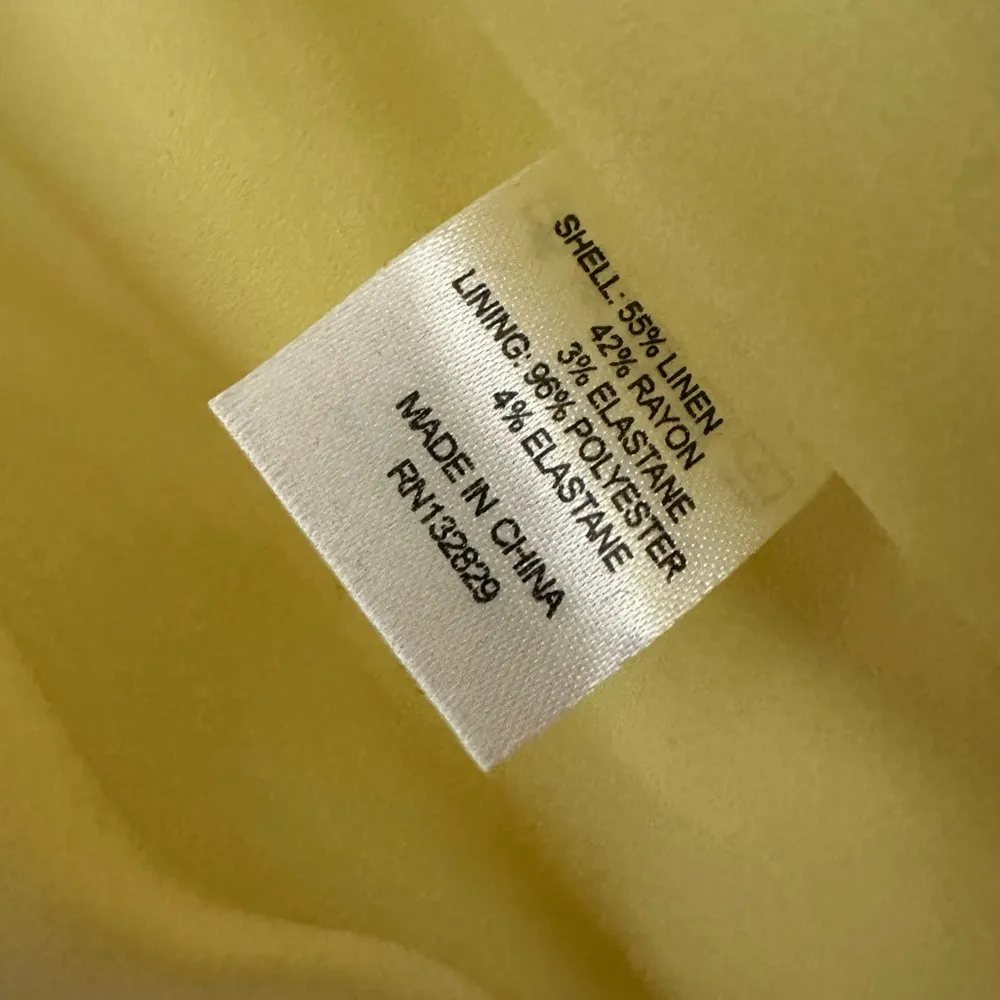 SHELL: 55% LINEN
42% RAYON
3% ELASTANE
LINING: 96% POLYESTER
4% ELASTANE
MADE IN CHINA
RN132829